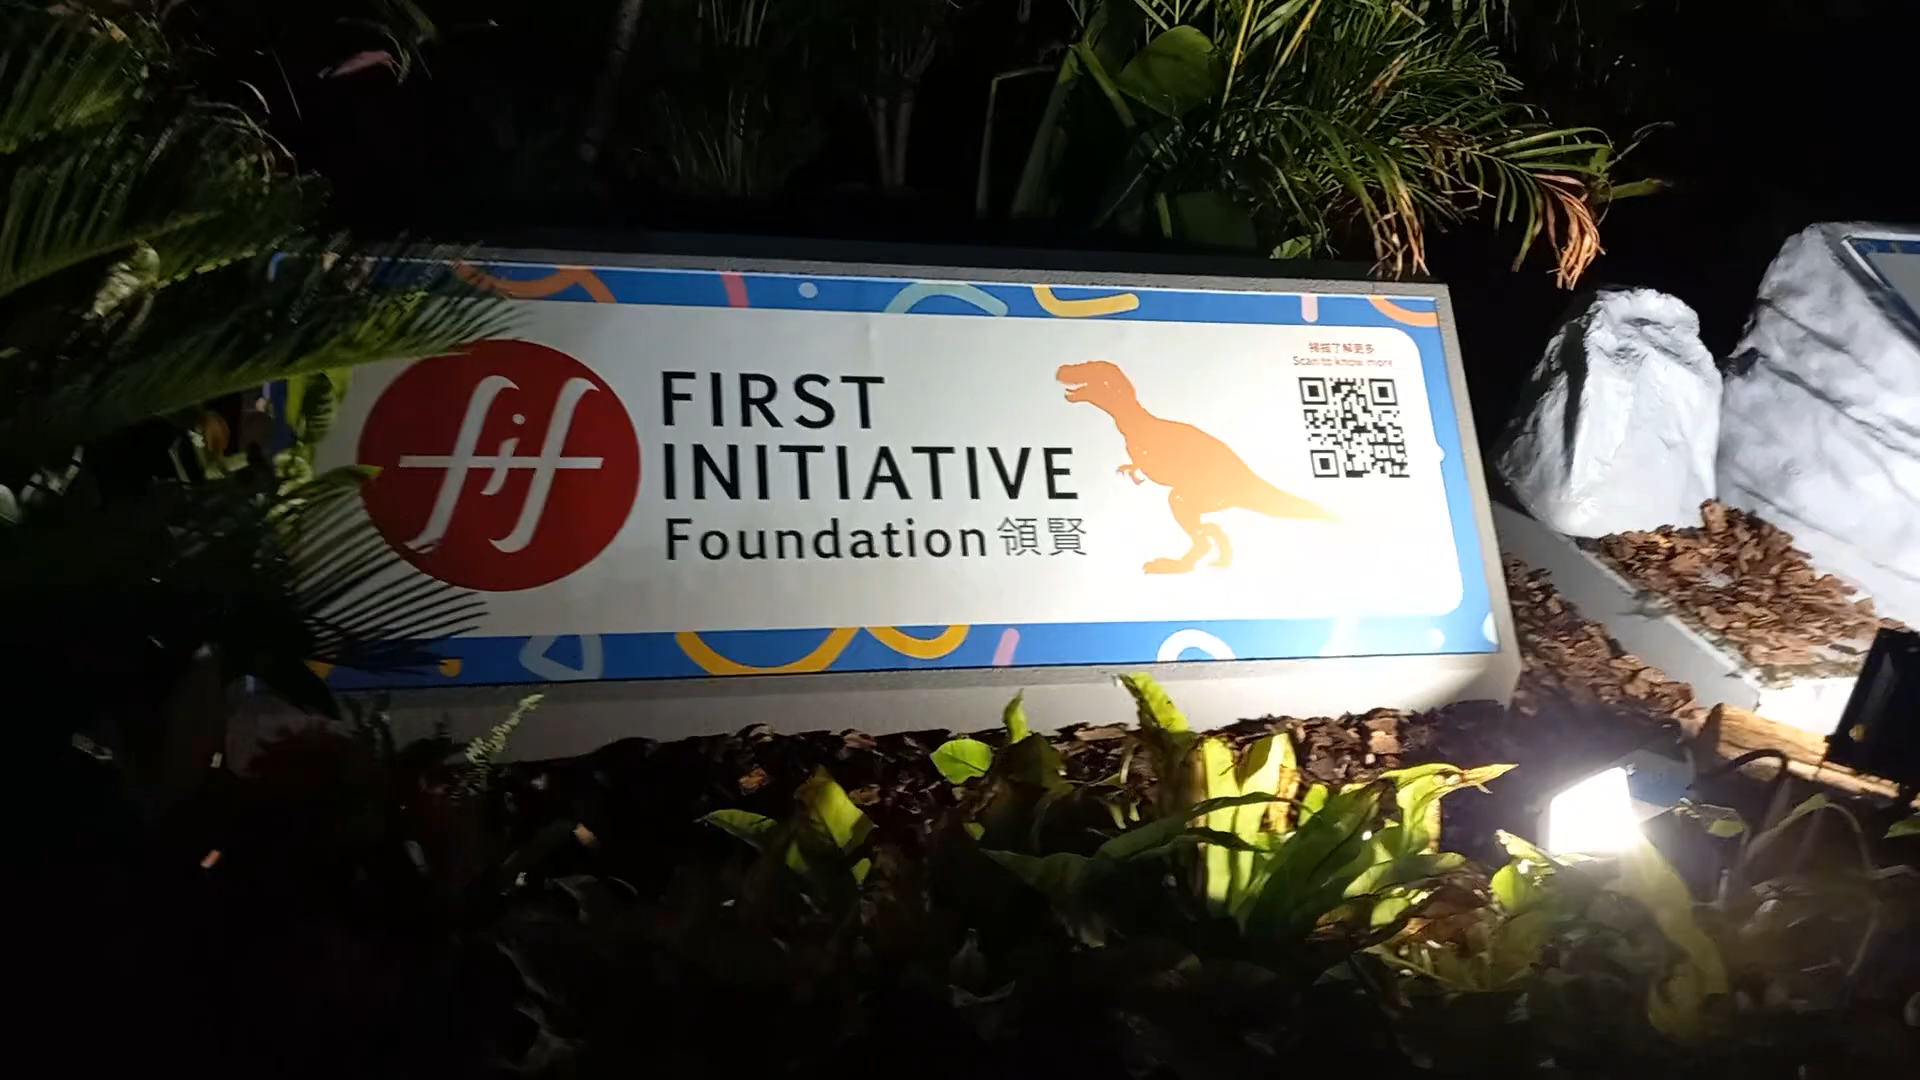 fif
FIRST
INITIATIVE
Foundation 領賢
掃描了解更多
Scan to know more